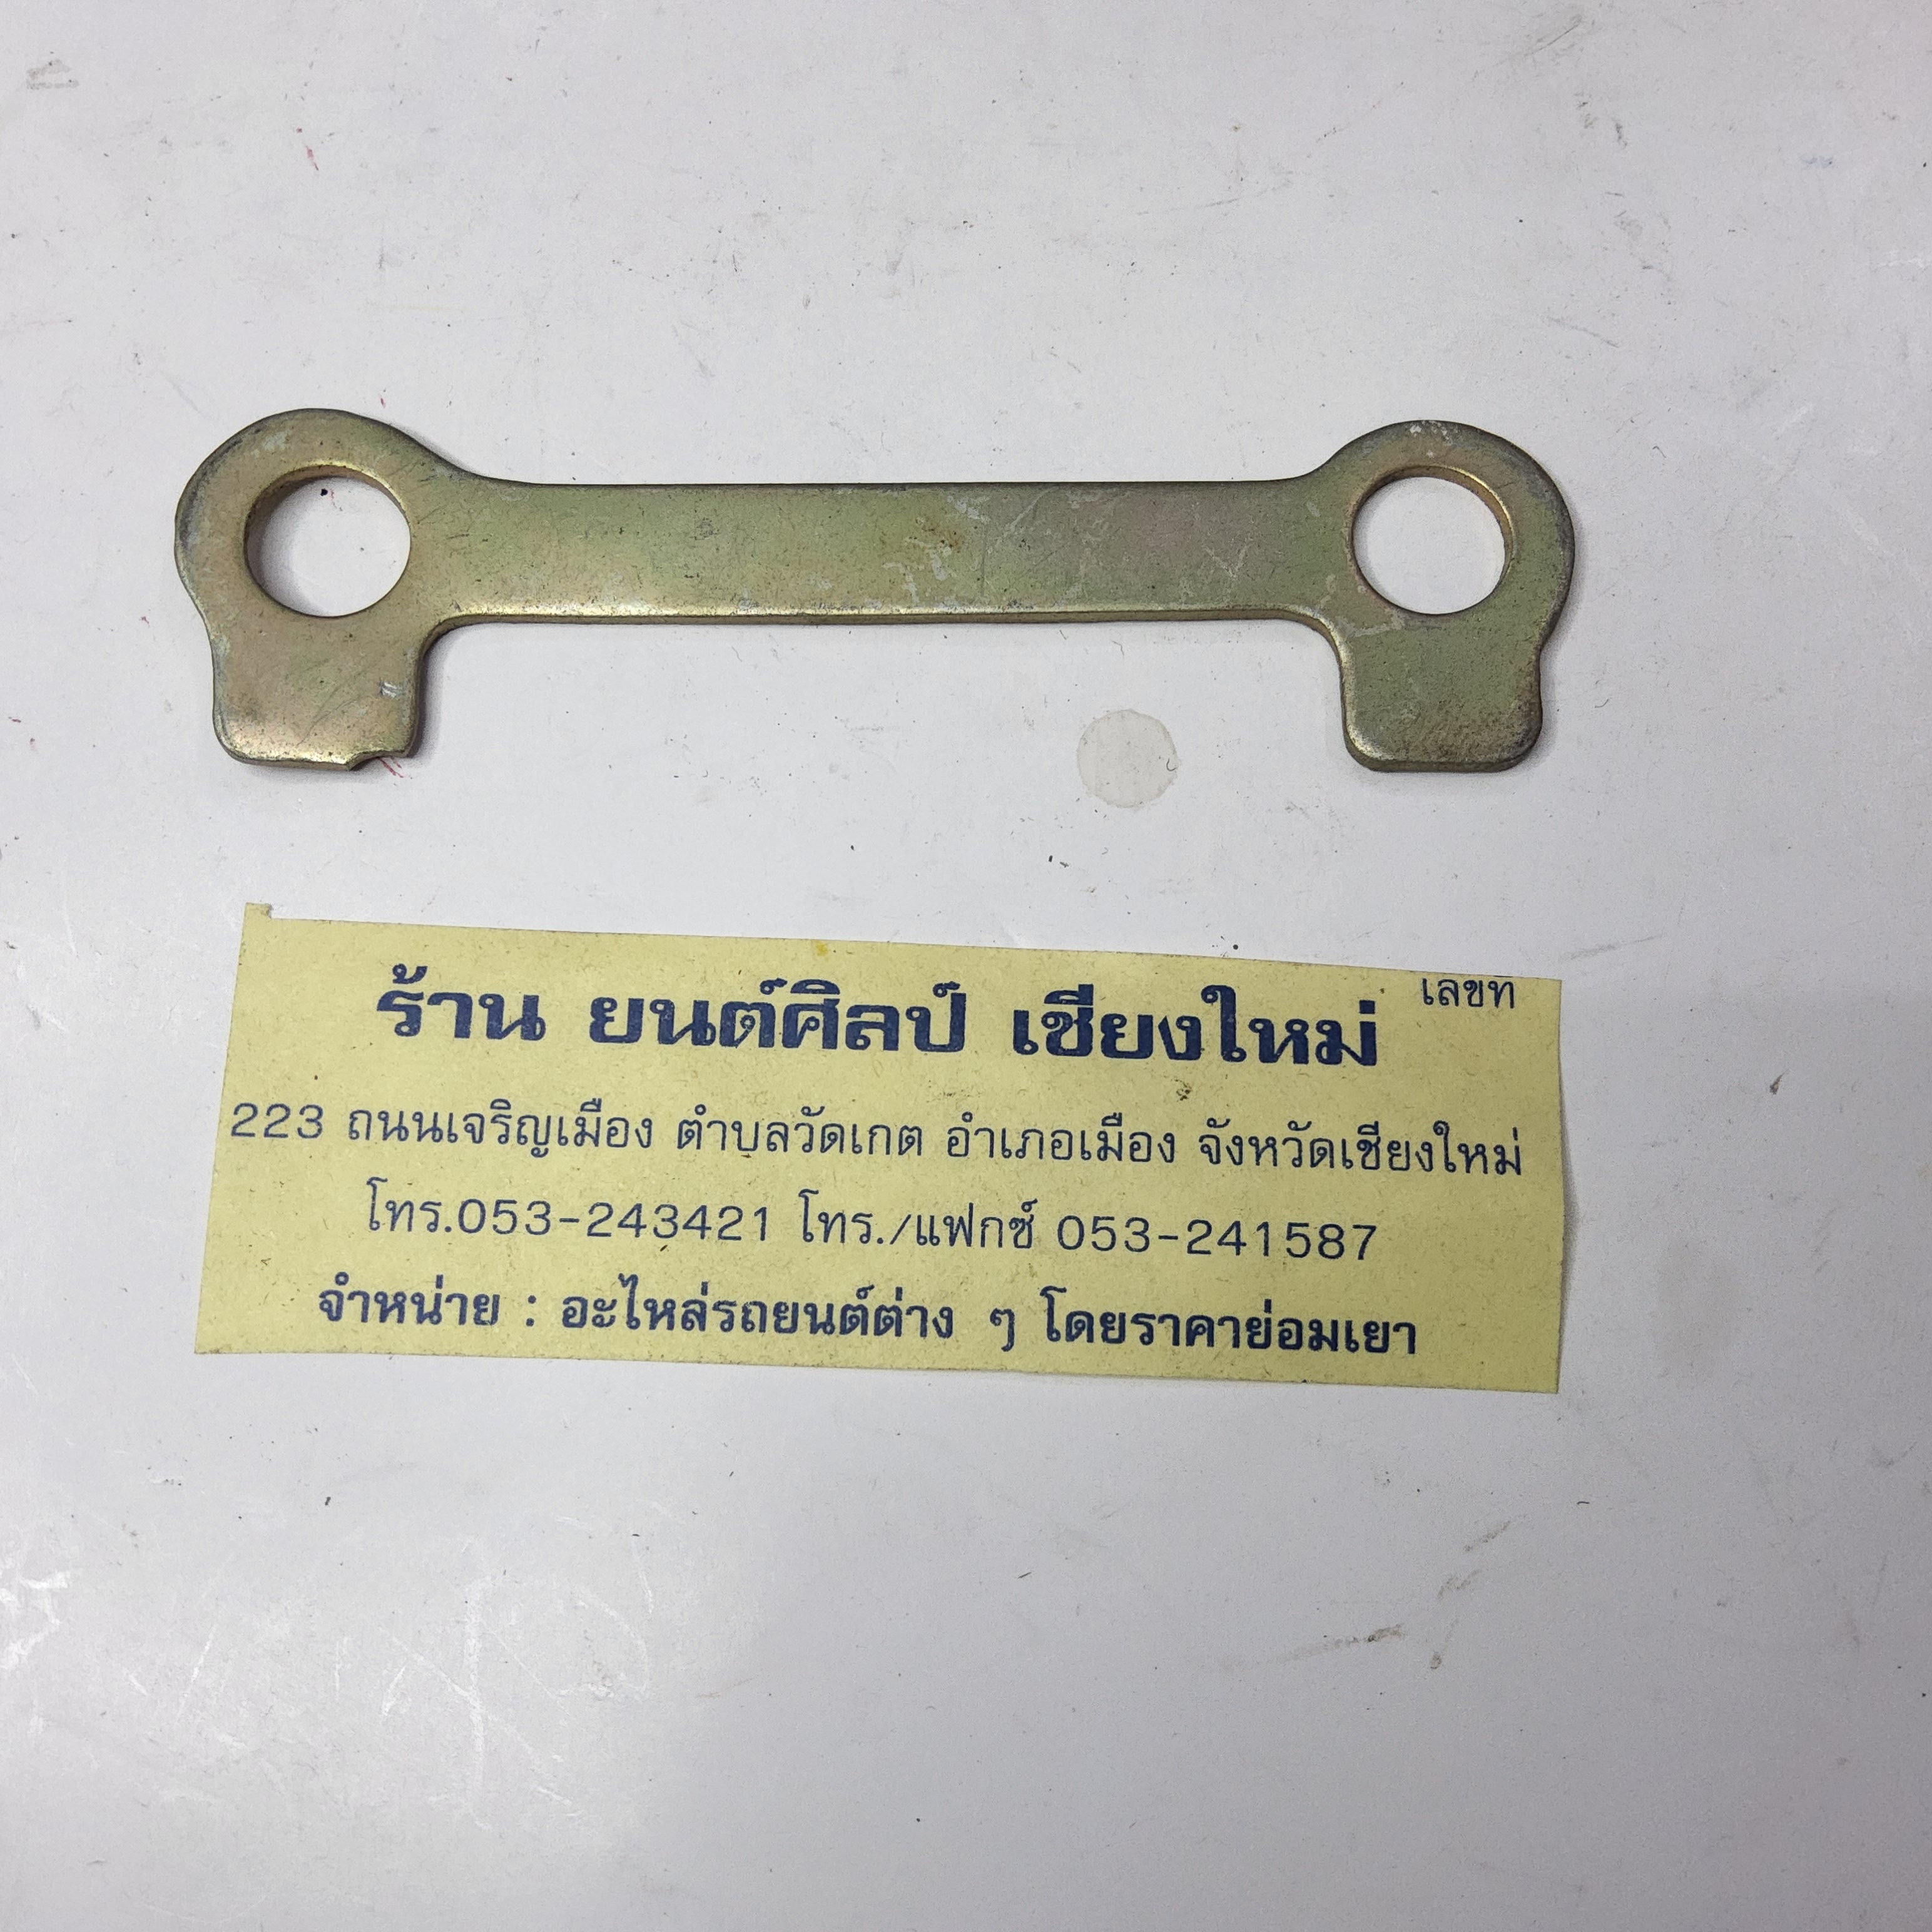 เลขที่
ร้าน ยนต์ศิลป์ เชียงใหม่
223 ถนนเจริญเมือง ตำบลวัดเกต อำเภอเมือง จังหวัดเชียงใหม่
โทร.053-243421 โทร./แฟกซ์ 053-241587
จำหน่าย : อะไหล่รถยนต์ต่าง ๆ โดยราคาย่อมเยา